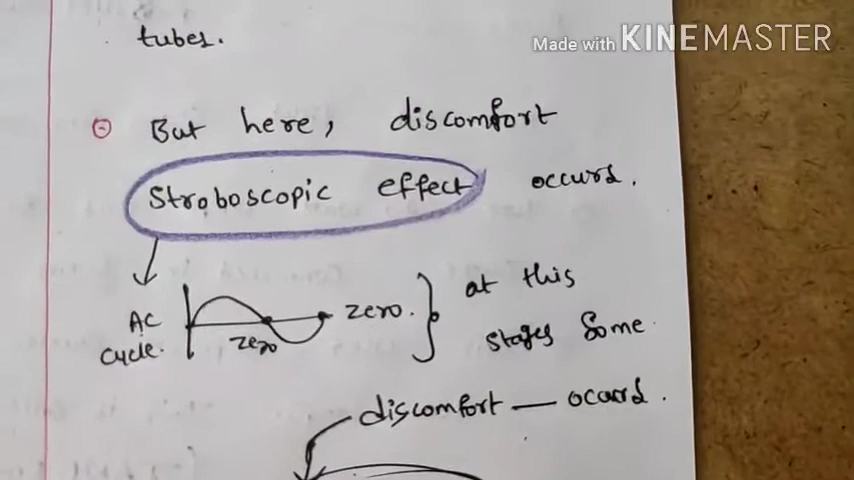 Made with KINEMASTER
tubes.
But here, discomfort
Stroboscopic effect occurs.
AC cycle. zero zero. at this
stages some
discomfort — ocurd.